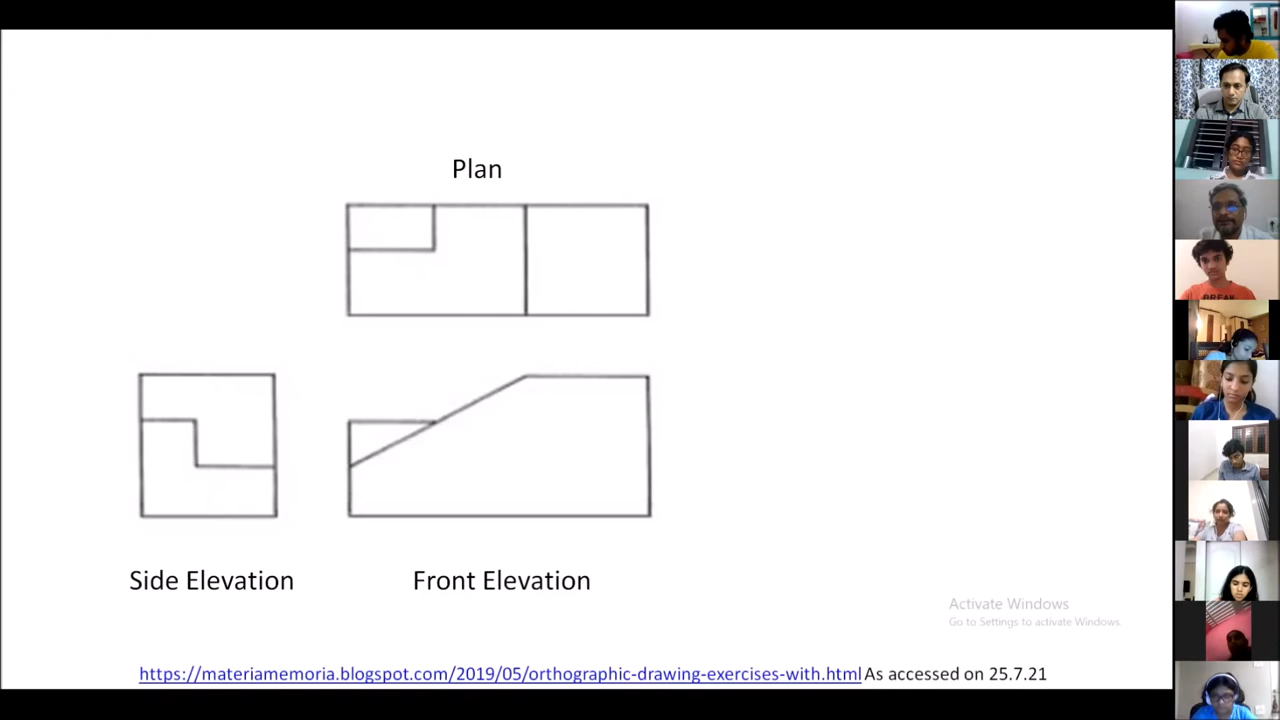 Plan
Side Elevation
Front Elevation
Activate Windows
Go to Settings to activate Windows.
https://materiamemoria.blogspot.com/2019/05/orthographic-drawing-exercises-with.html As accessed on 25.7.21
BREAK